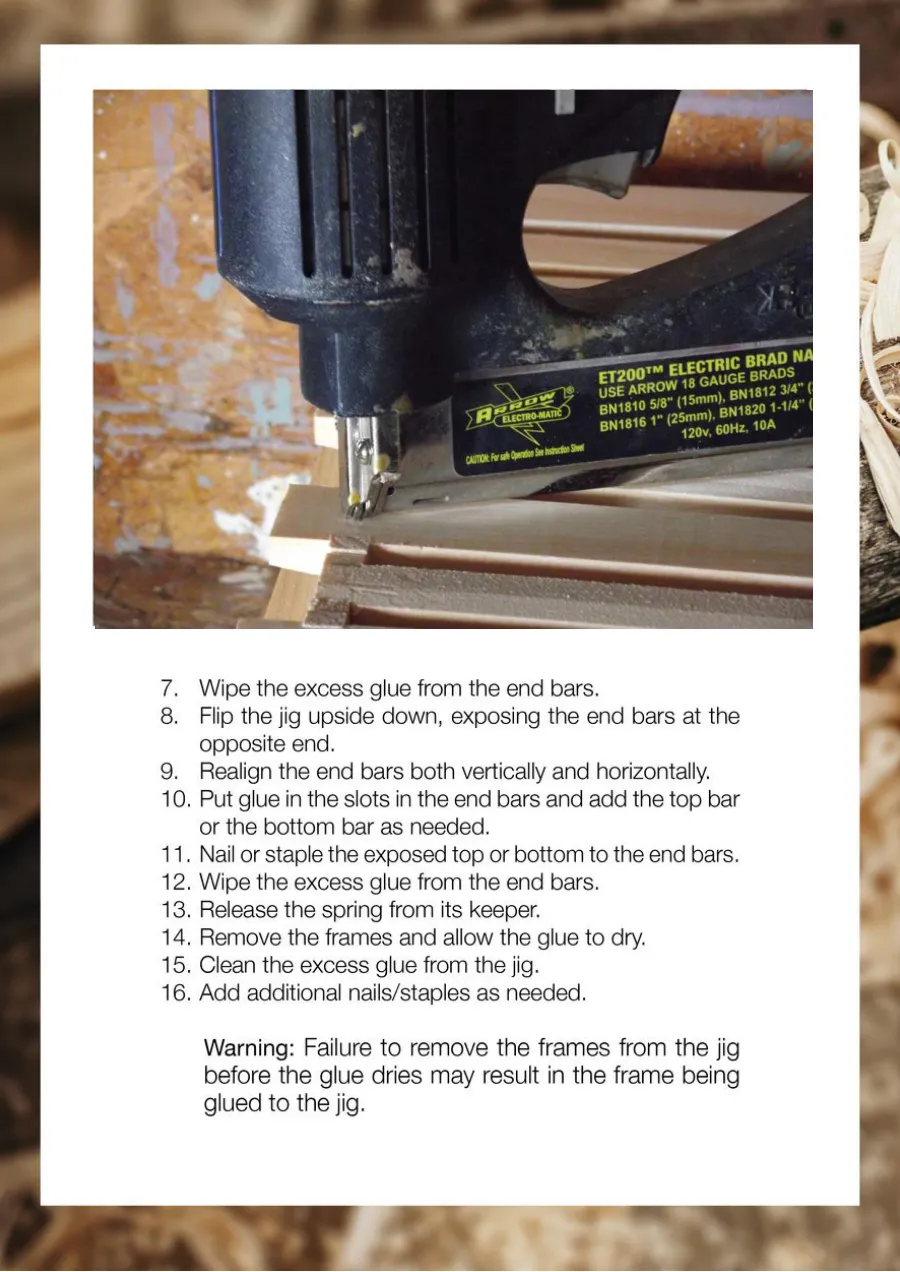 ET200™ ELECTRIC BRAD NA
USE ARROW 18 GAUGE BRADS
BN1810 5/8" (15mm), BN1812 3/4" (
BN1816 1" (25mm), BN1820 1-1/4" (
120v, 60Hz, 10A
ARROW®
ELECTRO-MATIC
CAUTION: For safe Operation See Instruction Sheet
7. Wipe the excess glue from the end bars.
8. Flip the jig upside down, exposing the end bars at the
opposite end.
9. Realign the end bars both vertically and horizontally.
10. Put glue in the slots in the end bars and add the top bar
or the bottom bar as needed.
11. Nail or staple the exposed top or bottom to the end bars.
12. Wipe the excess glue from the end bars.
13. Release the spring from its keeper.
14. Remove the frames and allow the glue to dry.
15. Clean the excess glue from the jig.
16. Add additional nails/staples as needed.
Warning: Failure to remove the frames from the jig
before the glue dries may result in the frame being
glued to the jig.